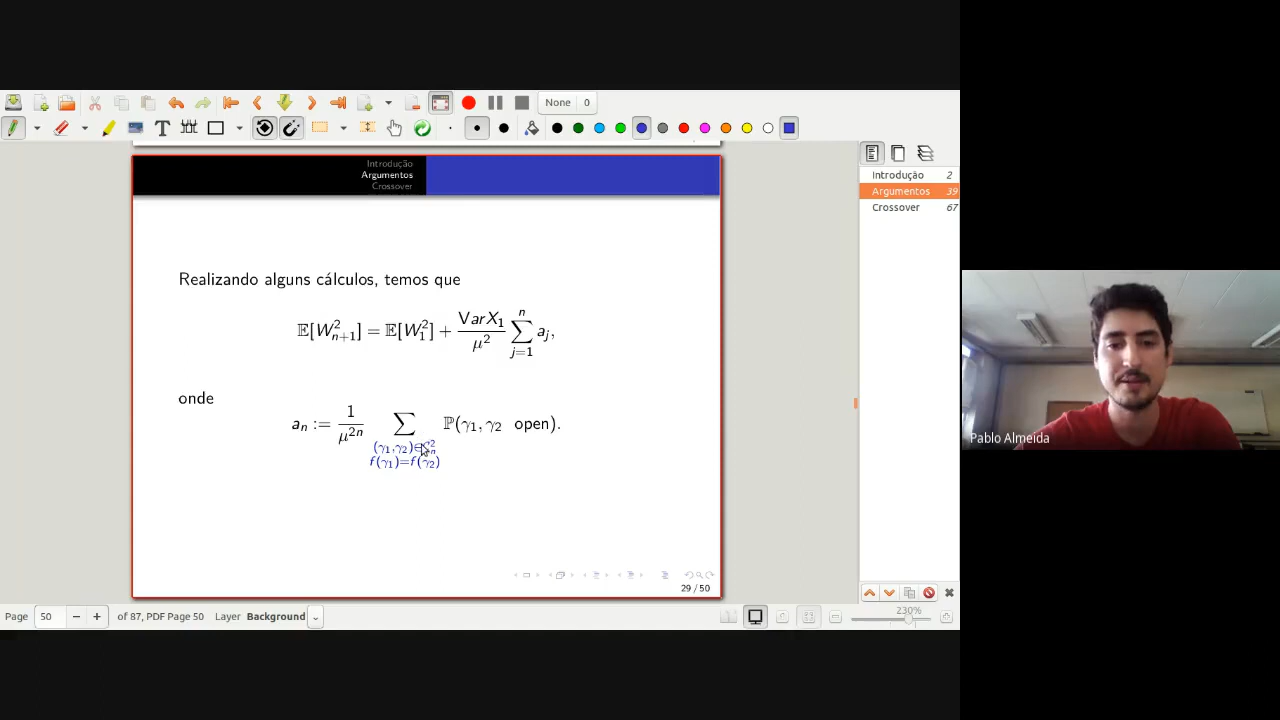 None 0
Introdução
Argumentos
Crossover
Introdução 2
Argumentos 39
Crossover 67
Realizando alguns cálculos, temos que
𝔼[W²ₙ₊₁] = 𝔼[W²₁] + VarX₁/μ² ∑ⁿⱼ₌₁ aⱼ,
onde
aₙ := 1/μ²ⁿ ∑ ℙ(γ₁, γ₂ open).
f(γ₁)=f(γ₂)
29 / 50
Pablo Almeida
Page 50 of 87, PDF Page 50 Layer Background
230%